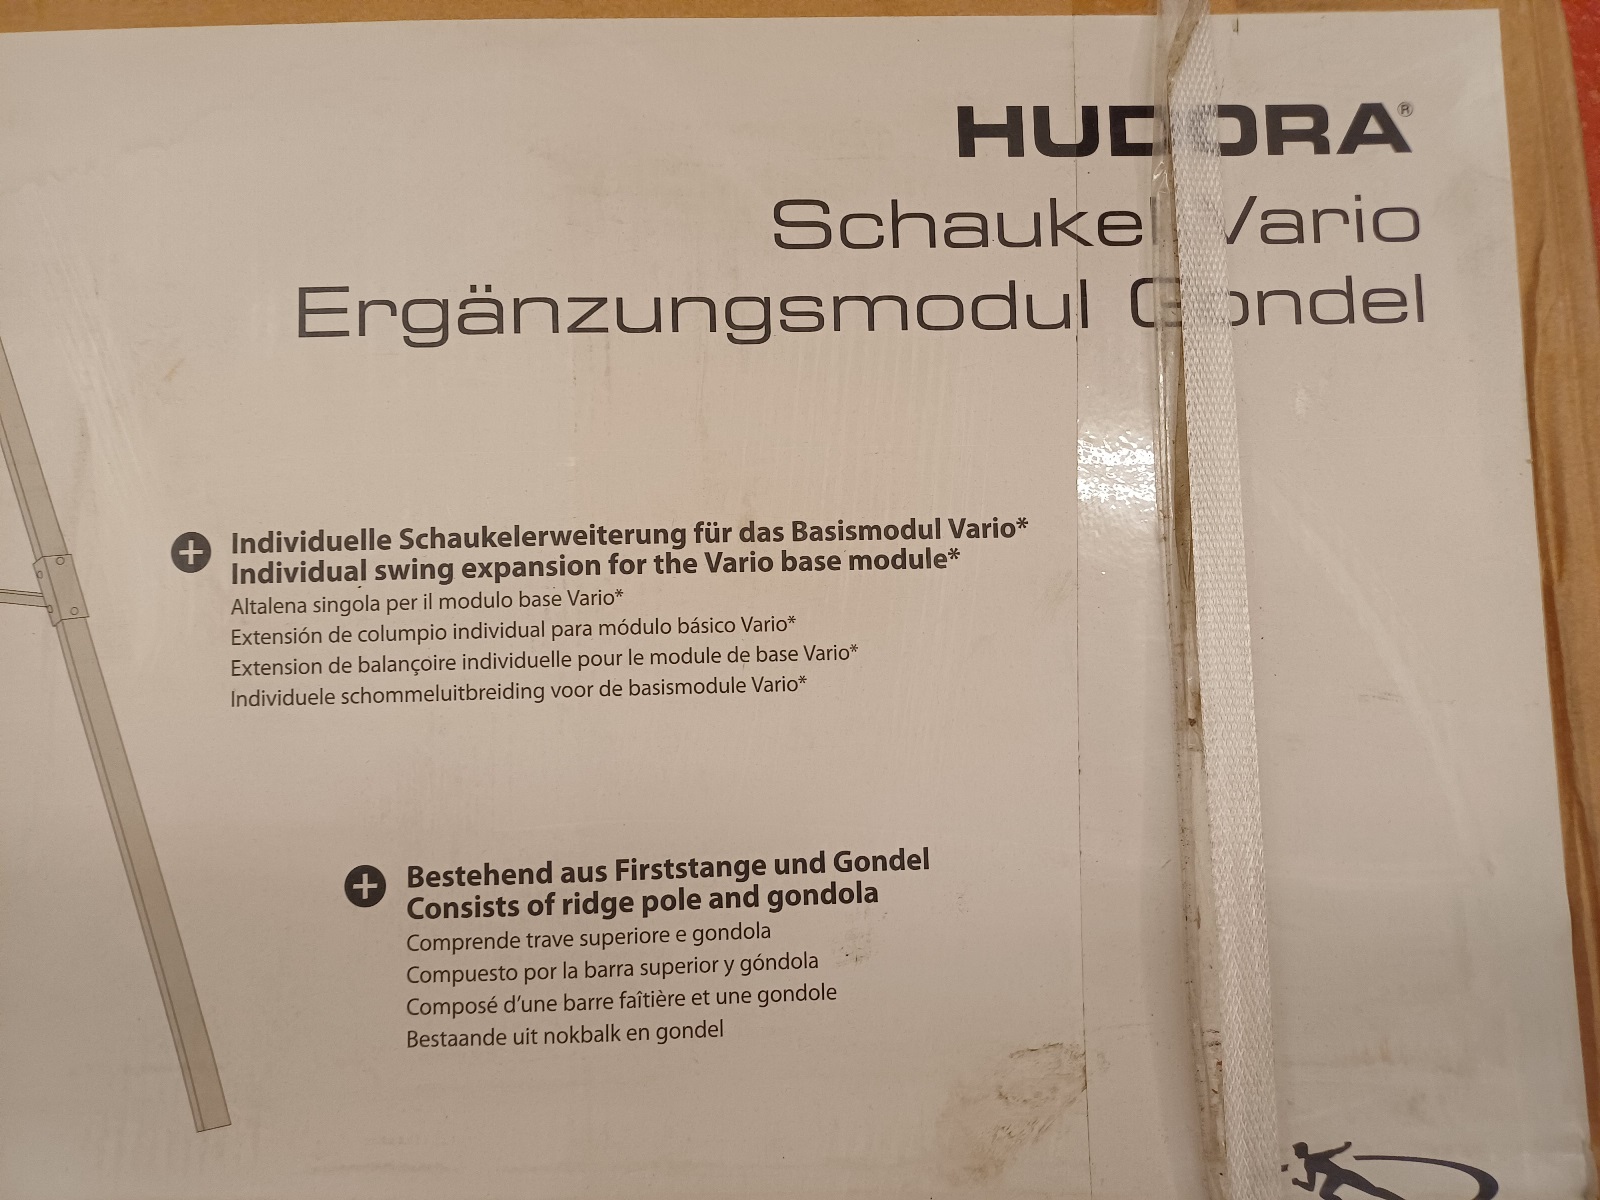 HUDORA®
Schaukel Vario
Ergänzungsmodul Gondel
Individuelle Schaukelerweiterung für das Basismodul Vario*
Individual swing expansion for the Vario base module*
Altalena singola per il modulo base Vario*
Extensión de columpio individual para módulo básico Vario*
Extension de balançoire individuelle pour le module de base Vario*
Individuele schommeluitbreiding voor de basismodule Vario*
Bestehend aus Firststange und Gondel
Consists of ridge pole and gondola
Comprende trave superiore e gondola
Compuesto por la barra superior y góndola
Composé d'une barre faîtière et une gondole
Bestaande uit nokbalk en gondel